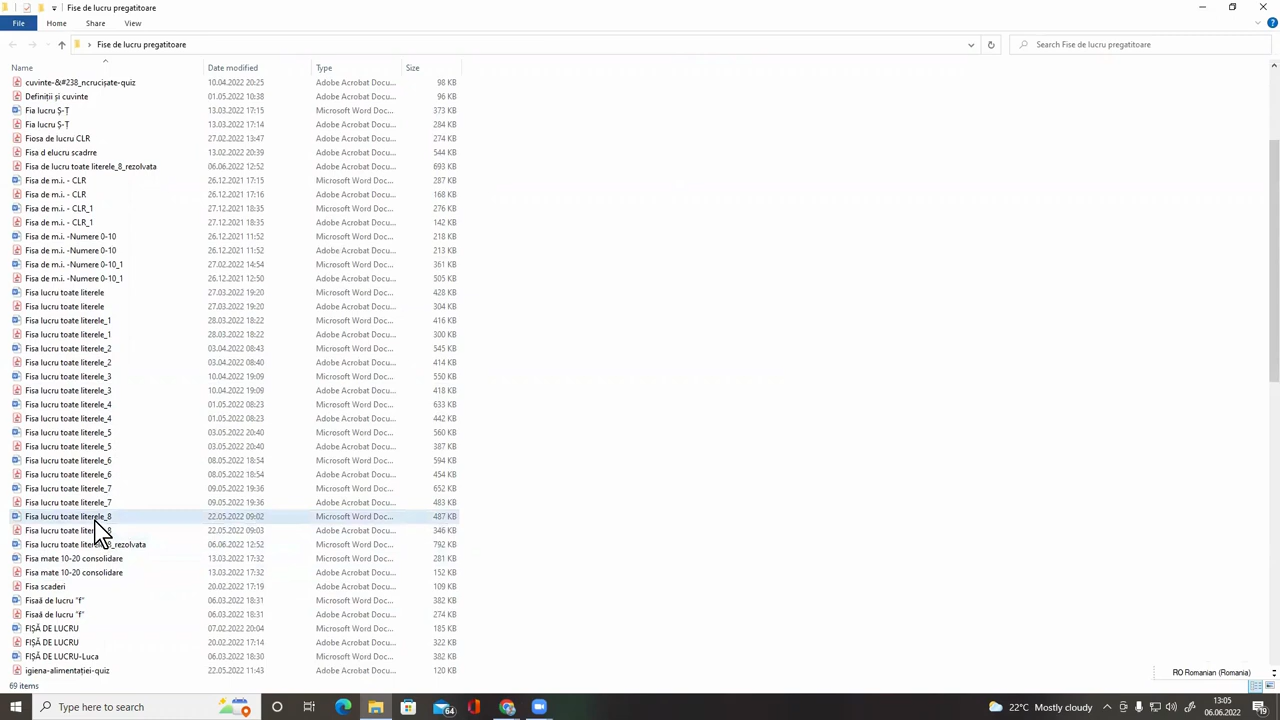 Fise de lucru pregatitoare
File Home Share View
Fise de lucru pregatitoare Search Fise de lucru pregatitoare
Name Date modified Type Size
cuvinte-&#238_ncrucișate-quiz 10.04.2022 20:25 Adobe Acrobat Docu... 98 KB
Definiții și cuvinte 01.05.2022 10:38 Adobe Acrobat Docu... 96 KB
Fia lucru Ș-Ț 13.03.2022 17:15 Microsoft Word Doc... 373 KB
Fia lucru Ș-Ț 13.03.2022 17:14 Adobe Acrobat Docu... 284 KB
Fiosa de lucru CLR 27.02.2022 13:47 Adobe Acrobat Docu... 274 KB
Fisa d elucru scadrre 13.02.2022 20:39 Adobe Acrobat Docu... 544 KB
Fisa de lucru toate literele_8_rezolvata 06.06.2022 12:52 Adobe Acrobat Docu... 693 KB
Fisa de m.i. - CLR 26.12.2021 17:15 Microsoft Word Doc... 287 KB
Fisa de m.i. - CLR 26.12.2021 17:16 Adobe Acrobat Docu... 168 KB
Fisa de m.i. - CLR_1 27.12.2021 18:35 Microsoft Word Doc... 276 KB
Fisa de m.i. - CLR_1 27.12.2021 18:35 Adobe Acrobat Docu... 142 KB
Fisa de m.i. -Numere 0-10 26.12.2021 11:52 Microsoft Word Doc... 218 KB
Fisa de m.i. -Numere 0-10 26.12.2021 11:52 Adobe Acrobat Docu... 213 KB
Fisa de m.i. -Numere 0-10_1 27.02.2022 14:54 Microsoft Word Doc... 361 KB
Fisa de m.i. -Numere 0-10_1 26.12.2021 12:50 Adobe Acrobat Docu... 505 KB
Fisa lucru toate literele 27.03.2022 19:20 Microsoft Word Doc... 428 KB
Fisa lucru toate literele 27.03.2022 19:20 Adobe Acrobat Docu... 304 KB
Fisa lucru toate literele_1 28.03.2022 18:22 Microsoft Word Doc... 416 KB
Fisa lucru toate literele_1 28.03.2022 18:22 Adobe Acrobat Docu... 300 KB
Fisa lucru toate literele_2 03.04.2022 08:43 Microsoft Word Doc... 545 KB
Fisa lucru toate literele_2 03.04.2022 08:40 Adobe Acrobat Docu... 414 KB
Fisa lucru toate literele_3 10.04.2022 19:09 Microsoft Word Doc... 550 KB
Fisa lucru toate literele_3 10.04.2022 19:09 Adobe Acrobat Docu... 418 KB
Fisa lucru toate literele_4 01.05.2022 08:23 Microsoft Word Doc... 633 KB
Fisa lucru toate literele_4 01.05.2022 08:23 Adobe Acrobat Docu... 442 KB
Fisa lucru toate literele_5 03.05.2022 20:40 Microsoft Word Doc... 560 KB
Fisa lucru toate literele_5 03.05.2022 20:40 Adobe Acrobat Docu... 387 KB
Fisa lucru toate literele_6 08.05.2022 18:54 Microsoft Word Doc... 594 KB
Fisa lucru toate literele_6 08.05.2022 18:54 Adobe Acrobat Docu... 454 KB
Fisa lucru toate literele_7 09.05.2022 19:36 Microsoft Word Doc... 652 KB
Fisa lucru toate literele_7 09.05.2022 19:36 Adobe Acrobat Docu... 483 KB
Fisa lucru toate literele_8 22.05.2022 09:02 Microsoft Word Doc... 487 KB
Fisa lucru toate 22.05.2022 09:03 Adobe Acrobat Docu... 346 KB
Fisa lucru toate 06.06.2022 12:52 Microsoft Word Doc... 792 KB
Fisa mate 10-20 consolidare 13.03.2022 17:32 Microsoft Word Doc... 281 KB
Fisa mate 10-20 consolidare 13.03.2022 17:32 Adobe Acrobat Docu... 152 KB
Fisa scaderi 20.02.2022 17:19 Adobe Acrobat Docu... 109 KB
Fisaă de lucru "f" 06.03.2022 18:31 Microsoft Word Doc... 382 KB
Fisaă de lucru "f" 06.03.2022 18:31 Adobe Acrobat Docu... 274 KB
FIȘĂ DE LUCRU 07.02.2022 20:04 Microsoft Word Doc... 185 KB
FIȘĂ DE LUCRU 20.02.2022 17:14 Adobe Acrobat Docu... 322 KB
FIȘĂ DE LUCRU-Luca 06.03.2022 18:30 Microsoft Word Doc... 382 KB
igiena-alimentației-quiz 22.05.2022 11:43 Adobe Acrobat Docu... 120 KB
RO Romanian (Romania)
69 items
Type here to search 64 22°C Mostly cloudy 13:05
06.06.2022